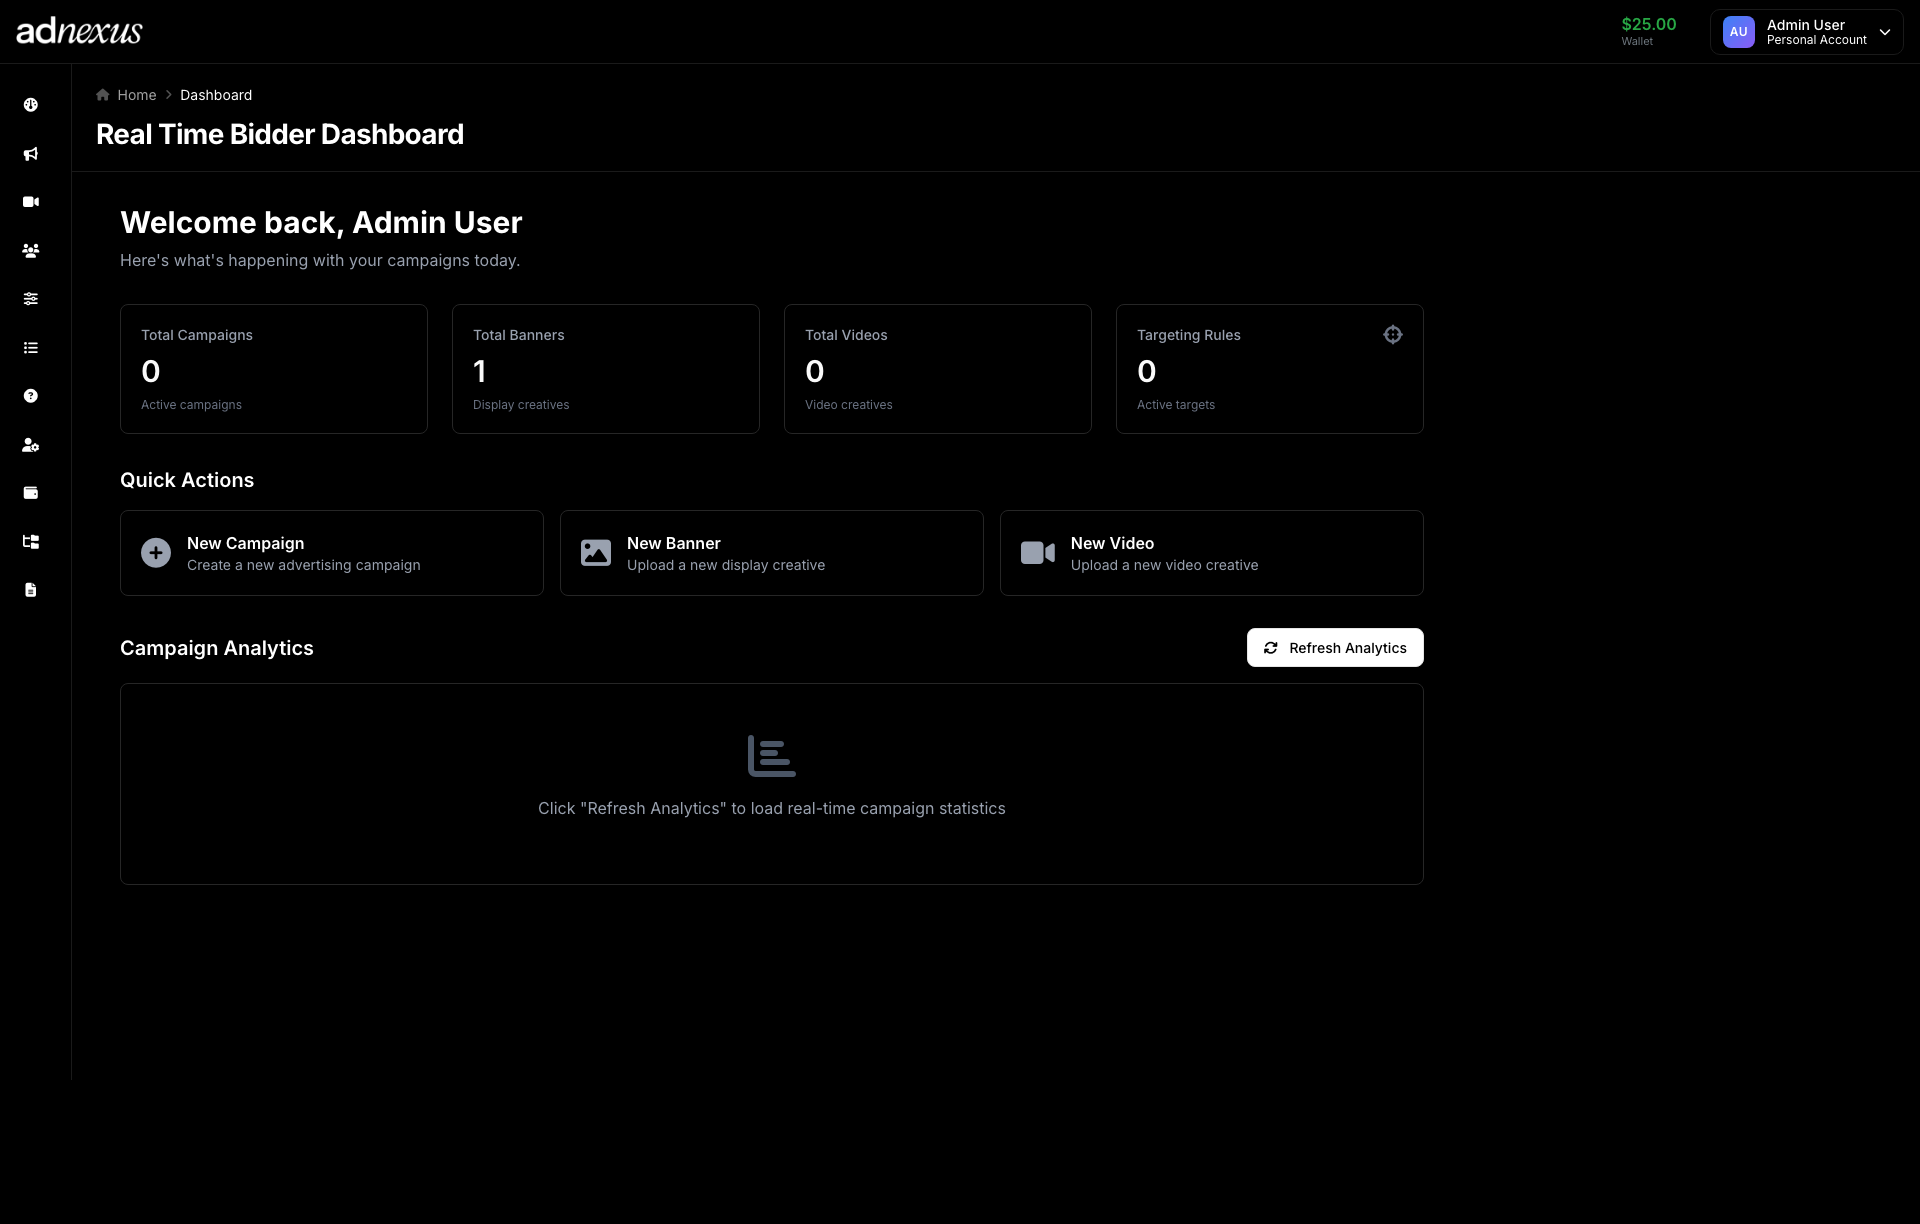 adnexus
$25.00
Wallet
AU
Admin User
Personal Account
Home
Dashboard
Real Time Bidder Dashboard
Welcome back, Admin User
Here's what's happening with your campaigns today.
Total Campaigns
0
Active campaigns
Total Banners
1
Display creatives
Total Videos
0
Video creatives
Targeting Rules
0
Active targets
Quick Actions
New Campaign
Create a new advertising campaign
New Banner
Upload a new display creative
New Video
Upload a new video creative
Campaign Analytics
Refresh Analytics
Click "Refresh Analytics" to load real-time campaign statistics